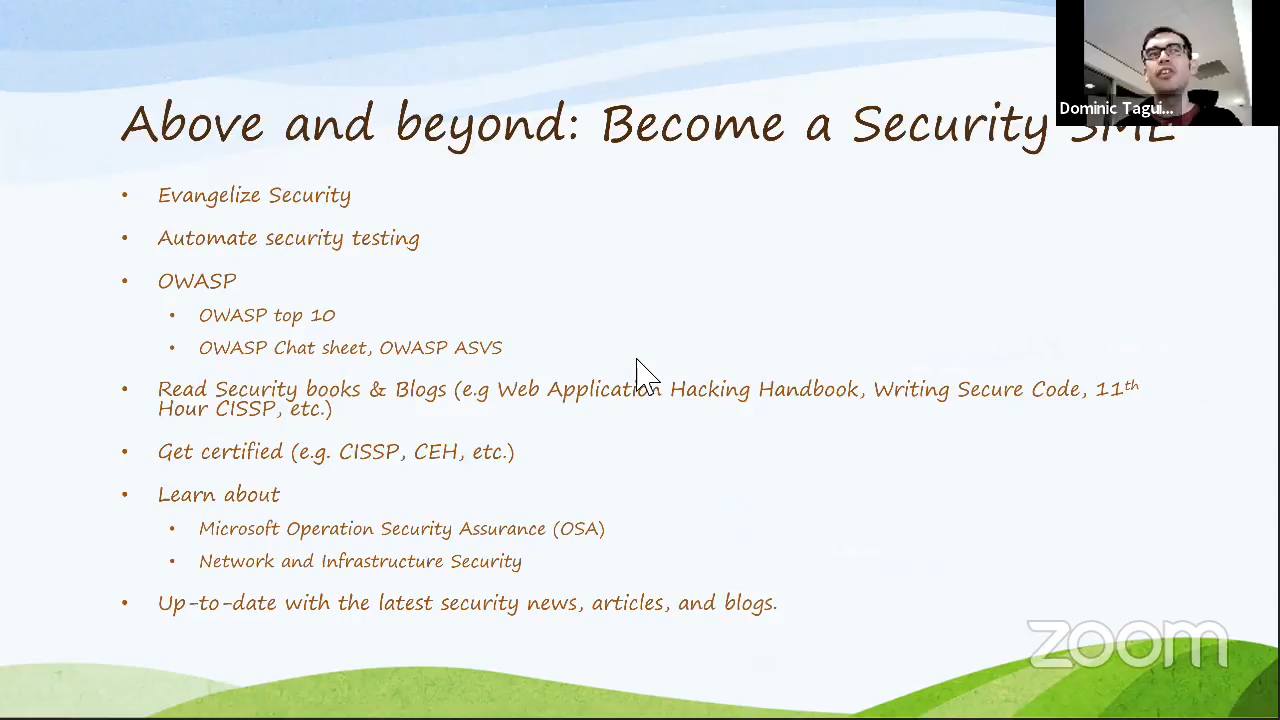 Dominic Tagui...
Above and beyond: Become a Security SME
• Evangelize Security
• Automate security testing
• OWASP
• OWASP top 10
• OWASP Chat sheet, OWASP ASVS
• Read Security books & Blogs (e.g Web Application Hacking Handbook, Writing Secure Code, 11th
Hour CISSP, etc.)
• Get certified (e.g. CISSP, CEH, etc.)
• Learn about
• Microsoft Operation Security Assurance (OSA)
• Network and Infrastructure Security
• Up-to-date with the latest security news, articles, and blogs.
zoom